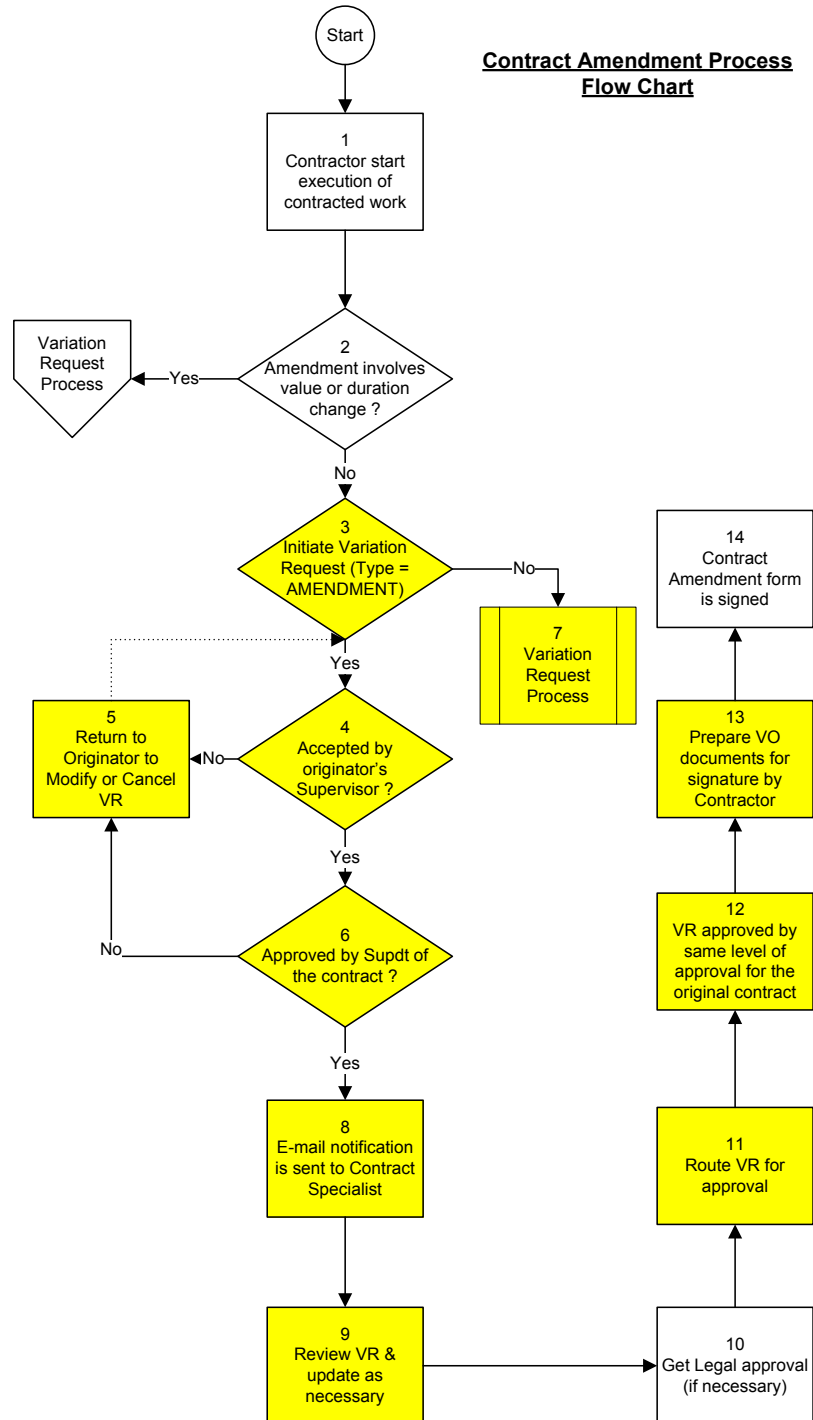 Start
Contract Amendment Process
Flow Chart
1
Contractor start
execution of
contracted work
Variation
Request
Process
Yes
2
Amendment involves
value or duration
change ?
No
3
Initiate Variation
Request (Type =
AMENDMENT)
No
7
Variation
Request
Process
Yes
5
Return to
Originator to
Modify or Cancel
VR
No
4
Accepted by
originator's
Supervisor ?
Yes
No
6
Approved by Supdt of
the contract ?
Yes
8
E-mail notification
is sent to Contract
Specialist
9
Review VR &
update as
necessary
10
Get Legal approval
(if necessary)
11
Route VR for
approval
12
VR approved by
same level of
approval for the
original contract
13
Prepare VO
documents for
signature by
Contractor
14
Contract
Amendment form
is signed